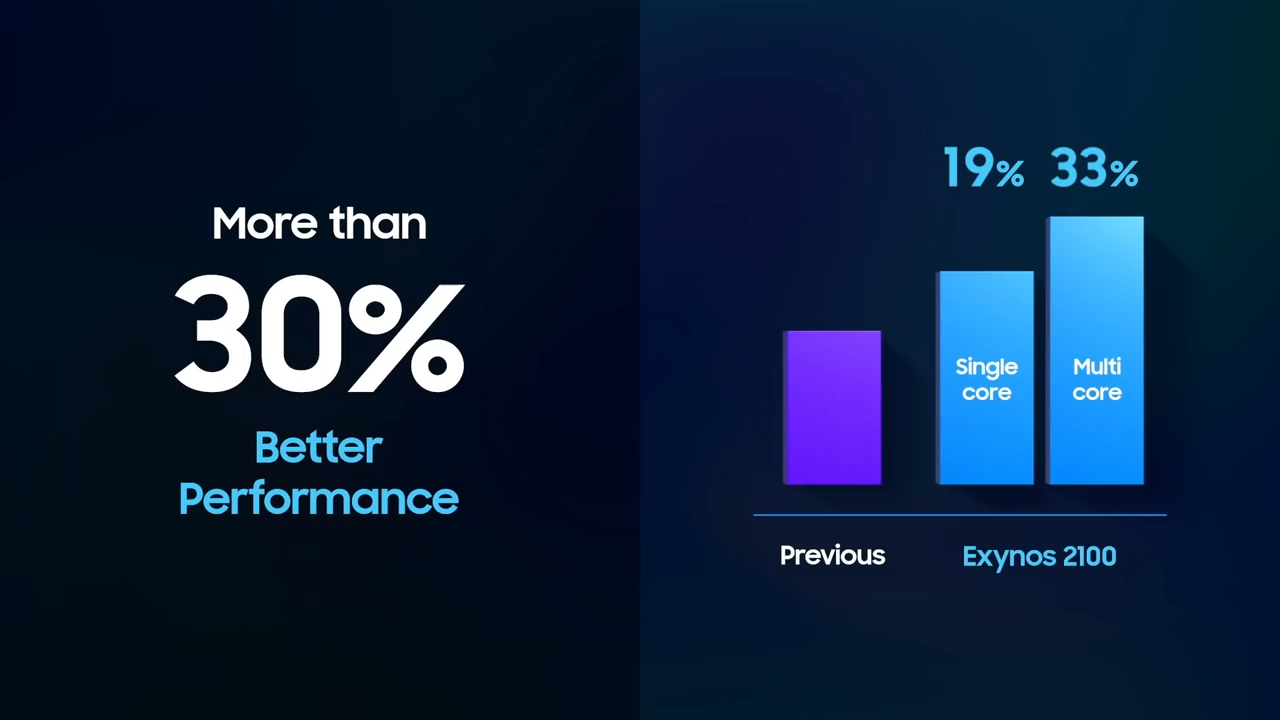 More than
30%
Better
Performance
19% 33%
Single
core
Multi
core
Previous
Exynos 2100